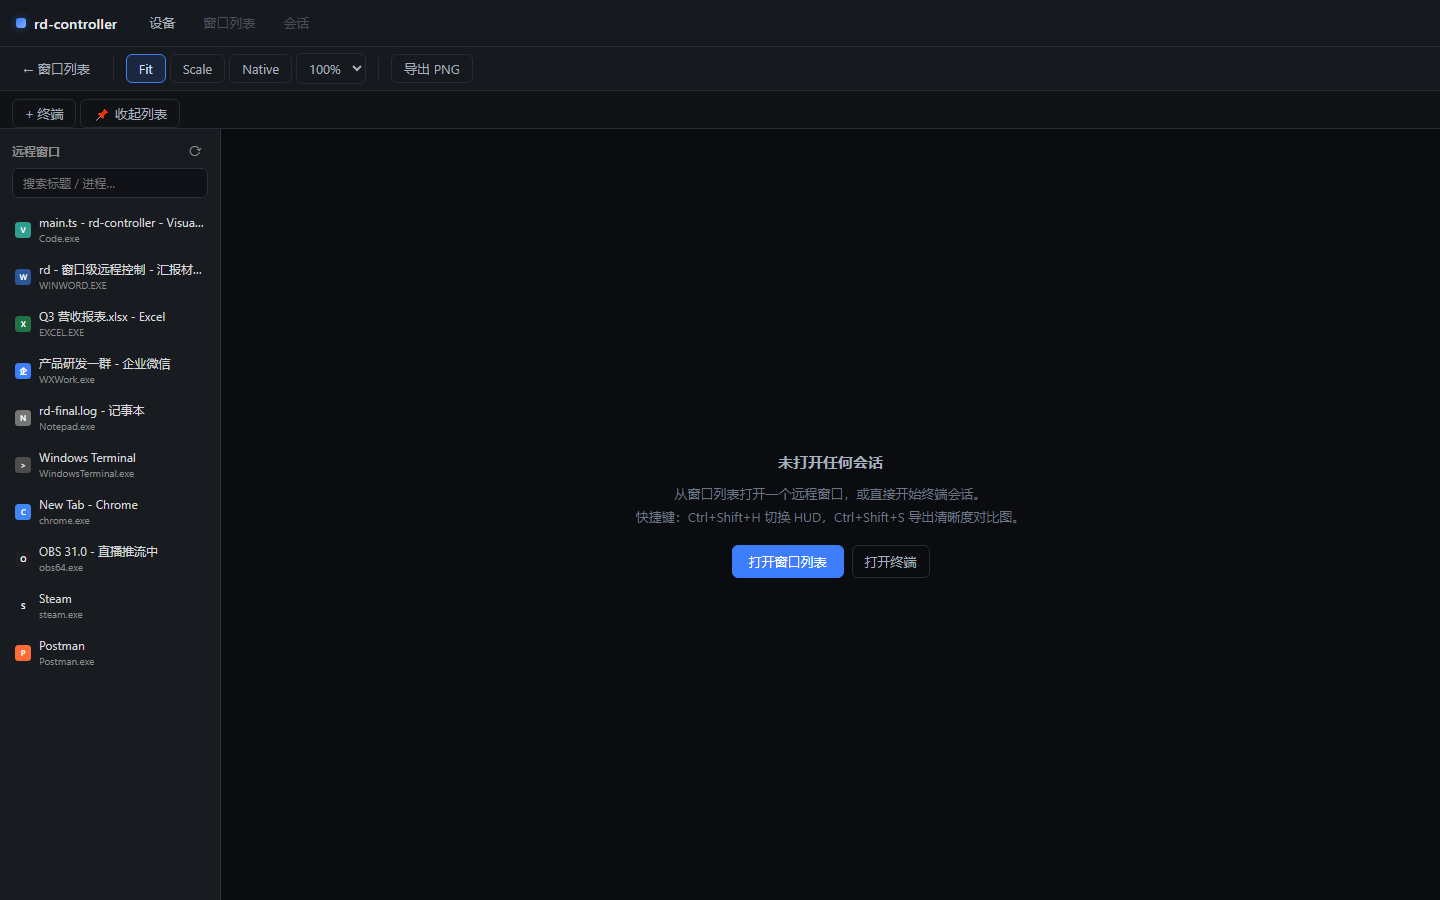 rd-controller 设备 窗口列表 会话
← 窗口列表 Fit Scale Native 100% 导出 PNG
+ 终端 📌 收起列表
远程窗口
搜索标题 / 进程...
V main.ts - rd-controller - Visua...
Code.exe
W rd - 窗口级远程控制 - 汇报材...
WINWORD.EXE
X Q3 营收报表.xlsx - Excel
EXCEL.EXE
企 产品研发一群 - 企业微信
WXWork.exe
N rd-final.log - 记事本
Notepad.exe
> Windows Terminal
WindowsTerminal.exe
C New Tab - Chrome
chrome.exe
O OBS 31.0 - 直播推流中
obs64.exe
S Steam
steam.exe
P Postman
Postman.exe
未打开任何会话
从窗口列表打开一个远程窗口，或直接开始终端会话。
快捷键：Ctrl+Shift+H 切换 HUD，Ctrl+Shift+S 导出清晰度对比图。
打开窗口列表 打开终端